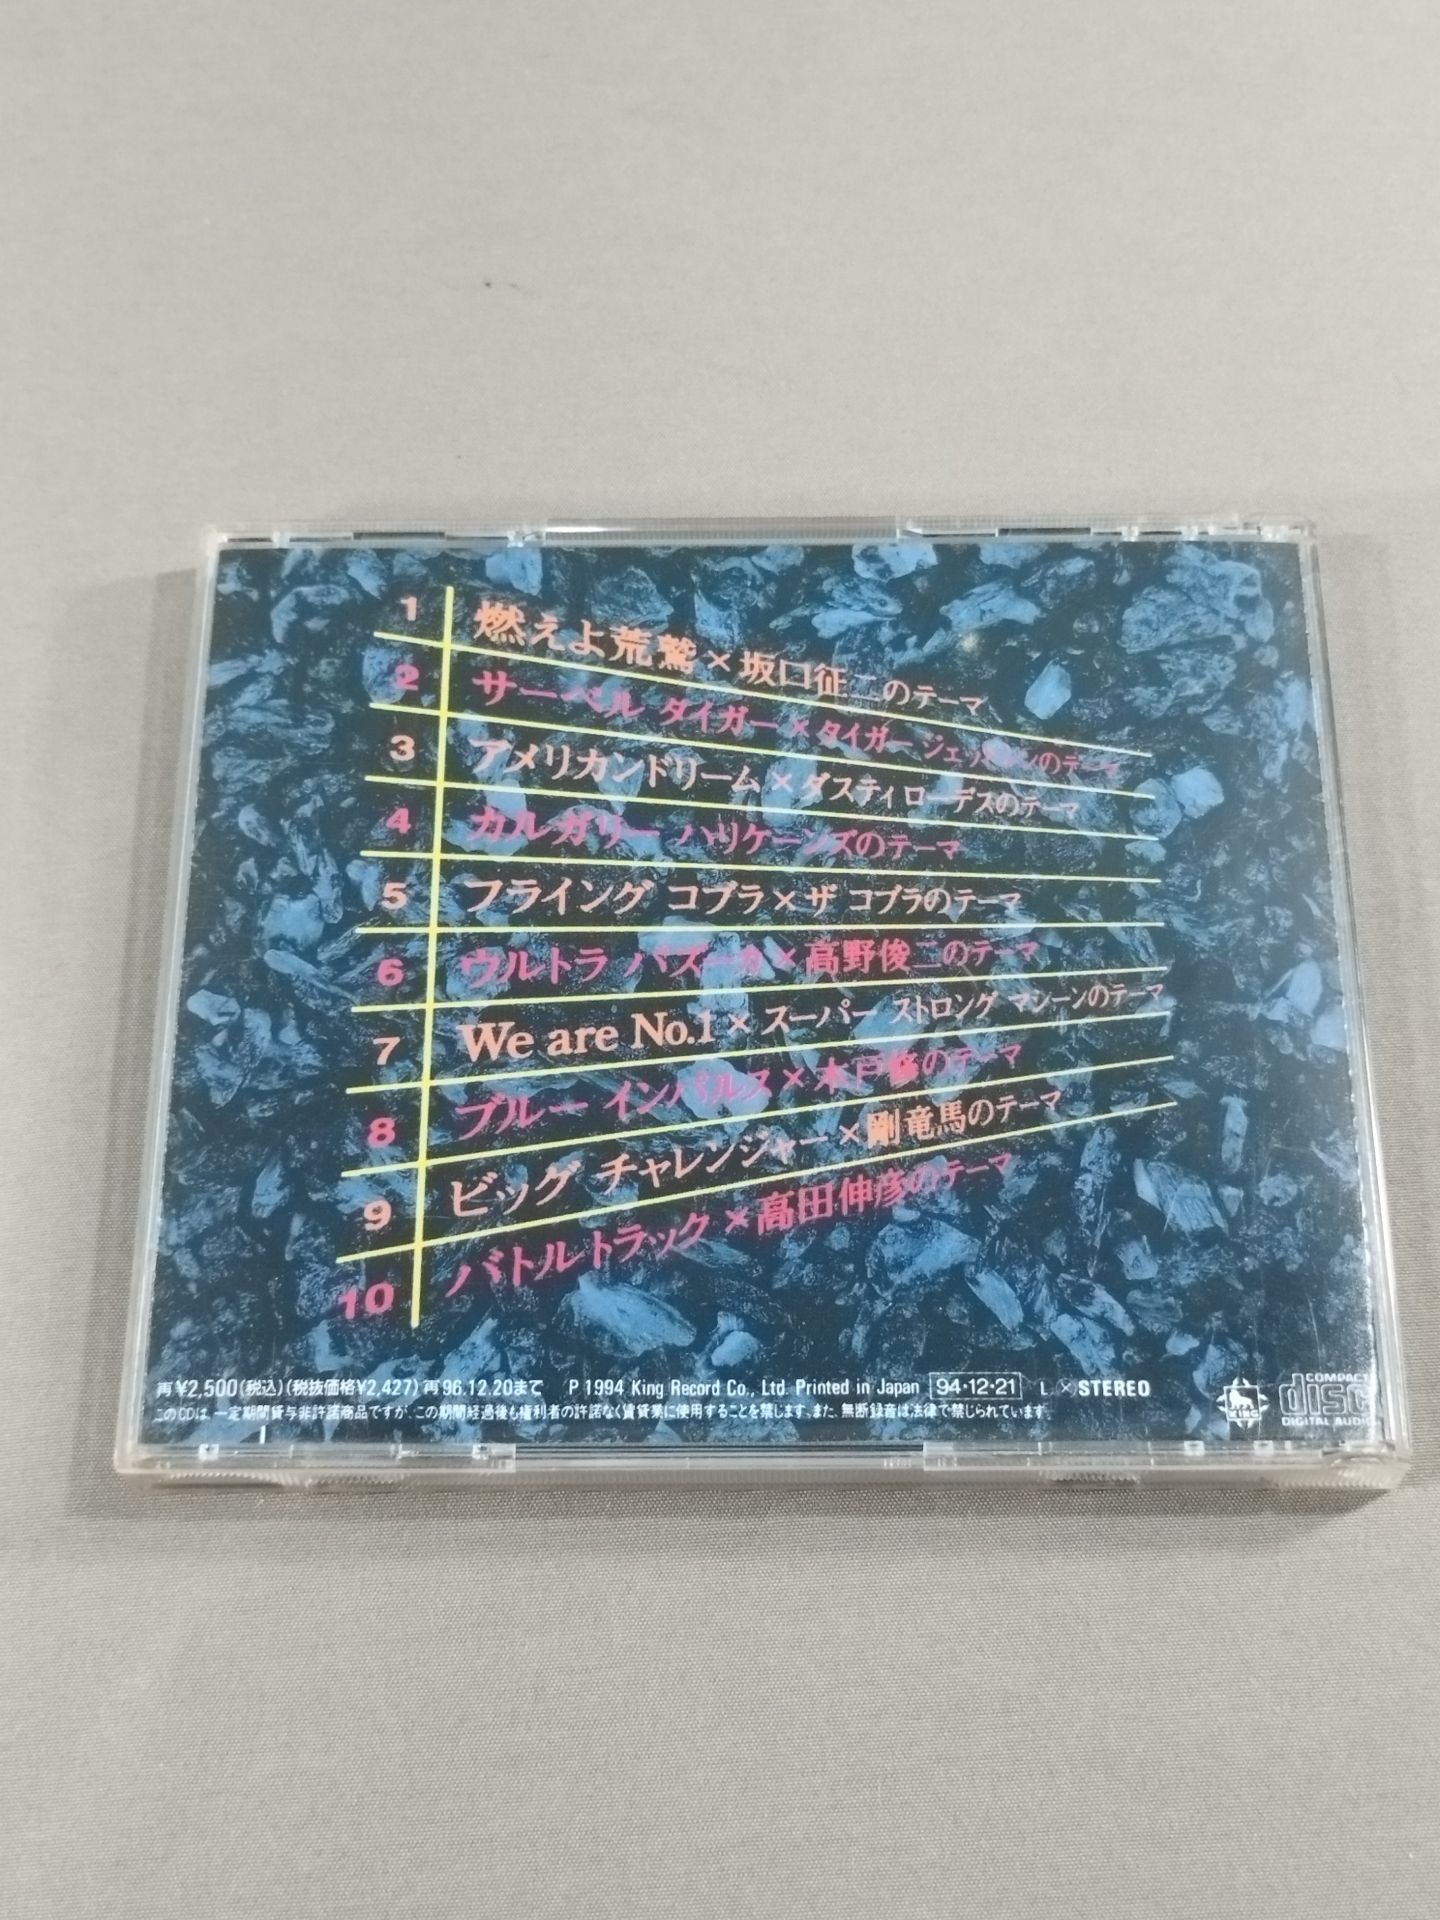 1 燃えよ荒鷲×坂口征二のテーマ
2 サーベル タイガー×タイガー ジェットシンのテーマ
3 アメリカンドリーム×ダスティ ローデスのテーマ
4 カルガリー ハリケーンズのテーマ
5 フライング コブラ×ザ コブラのテーマ
6 ウルトラ バズーカ×高野俊二のテーマ
7 We are No.1×スーパー ストロング マシーンのテーマ
8 ブルー インパルス×木戸修のテーマ
9 ビッグ チャレンジャー×剛竜馬のテーマ
10 バトルトラック×高田伸彦のテーマ
再¥2,500(税込)(税抜価格¥2,427)再96.12.20まで P 1994 King Record Co., Ltd. Printed in Japan 94・12・21 L × STEREO
このCDは、一定期間貸与非許諾商品ですが、この期間経過後も権利者の許諾なく賃貸業に使用することを禁じます。また、無断録音は法律で禁じられています。
KING
COMPACT
disc
DIGITAL AUDIO